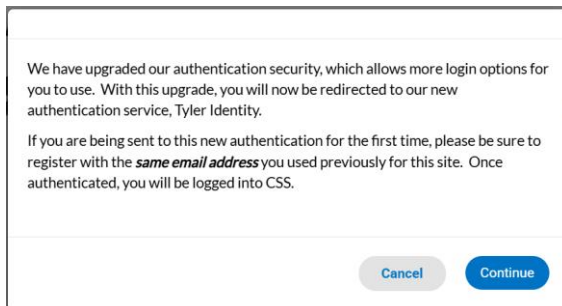 We have upgraded our authentication security, which allows more login options for
you to use. With this upgrade, you will now be redirected to our new
authentication service, Tyler Identity.
If you are being sent to this new authentication for the first time, please be sure to
register with the same email address you used previously for this site. Once
authenticated, you will be logged into CSS.
Cancel Continue